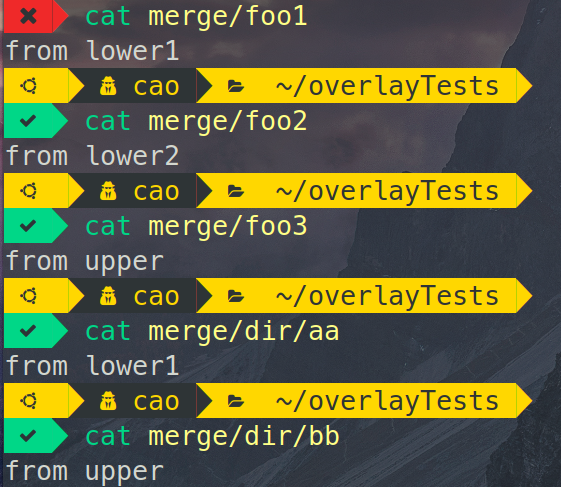 cat merge/foo1
from lower1
cao ~/overlayTests
cat merge/foo2
from lower2
cao ~/overlayTests
cat merge/foo3
from upper
cao ~/overlayTests
cat merge/dir/aa
from lower1
cao ~/overlayTests
cat merge/dir/bb
from upper